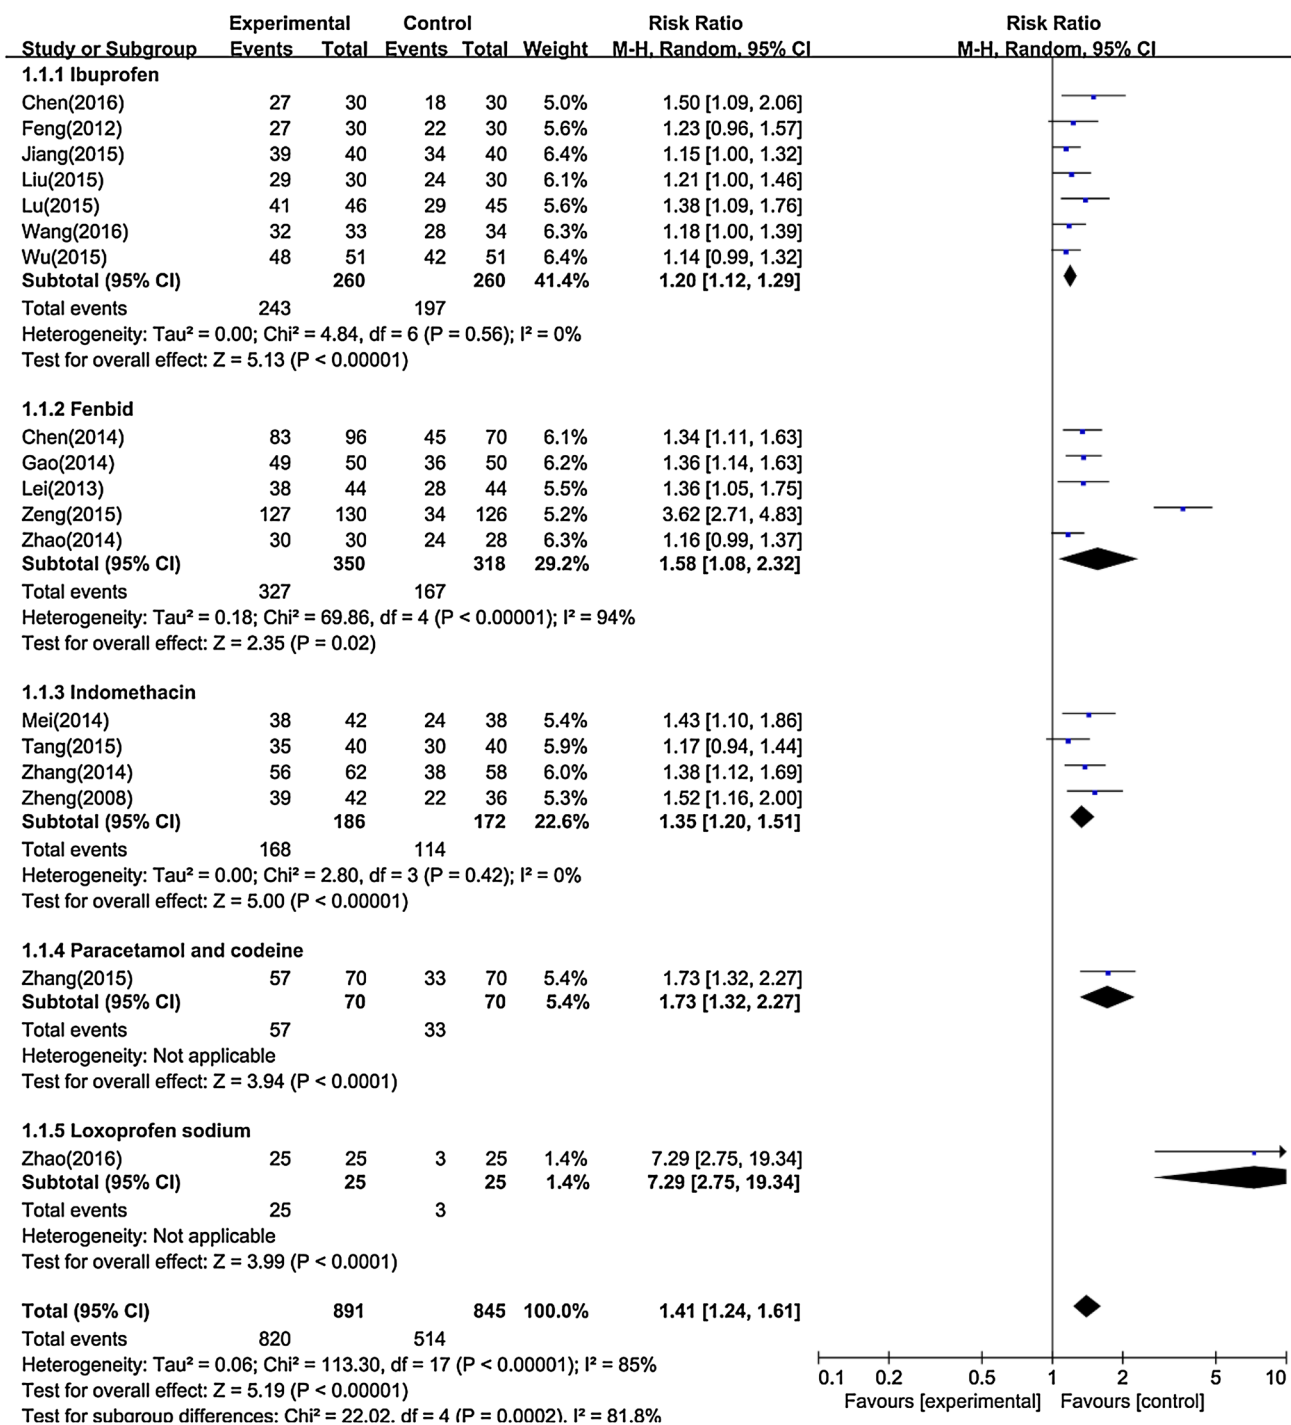 Experimental Control Risk Ratio Risk Ratio
Study or Subgroup Events Total Events Total Weight M-H, Random, 95% CI M-H, Random, 95% CI
1.1.1 Ibuprofen
Chen(2016) 27 30 18 30 5.0% 1.50 [1.09, 2.06]
Feng(2012) 27 30 22 30 5.6% 1.23 [0.96, 1.57]
Jiang(2015) 39 40 34 40 6.4% 1.15 [1.00, 1.32]
Liu(2015) 29 30 24 30 6.1% 1.21 [1.00, 1.46]
Lu(2015) 41 46 29 45 5.6% 1.38 [1.09, 1.76]
Wang(2016) 32 33 28 34 6.3% 1.18 [1.00, 1.39]
Wu(2015) 48 51 42 51 6.4% 1.14 [0.99, 1.32]
Subtotal (95% CI) 260 260 41.4% 1.20 [1.12, 1.29]
Total events 243 197
Heterogeneity: Tau² = 0.00; Chi² = 4.84, df = 6 (P = 0.56); I² = 0%
Test for overall effect: Z = 5.13 (P < 0.00001)
1.1.2 Fenbid
Chen(2014) 83 96 45 70 6.1% 1.34 [1.11, 1.63]
Gao(2014) 49 50 36 50 6.2% 1.36 [1.14, 1.63]
Lei(2013) 38 44 28 44 5.5% 1.36 [1.05, 1.75]
Zeng(2015) 127 130 34 126 5.2% 3.62 [2.71, 4.83]
Zhao(2014) 30 30 24 28 6.3% 1.16 [0.99, 1.37]
Subtotal (95% CI) 350 318 29.2% 1.58 [1.08, 2.32]
Total events 327 167
Heterogeneity: Tau² = 0.18; Chi² = 69.86, df = 4 (P < 0.00001); I² = 94%
Test for overall effect: Z = 2.35 (P = 0.02)
1.1.3 Indomethacin
Mei(2014) 38 42 24 38 5.4% 1.43 [1.10, 1.86]
Tang(2015) 35 40 30 40 5.9% 1.17 [0.94, 1.44]
Zhang(2014) 56 62 38 58 6.0% 1.38 [1.12, 1.69]
Zheng(2008) 39 42 22 36 5.3% 1.52 [1.16, 2.00]
Subtotal (95% CI) 186 172 22.6% 1.35 [1.20, 1.51]
Total events 168 114
Heterogeneity: Tau² = 0.00; Chi² = 2.80, df = 3 (P = 0.42); I² = 0%
Test for overall effect: Z = 5.00 (P < 0.00001)
1.1.4 Paracetamol and codeine
Zhang(2015) 57 70 33 70 5.4% 1.73 [1.32, 2.27]
Subtotal (95% CI) 70 70 5.4% 1.73 [1.32, 2.27]
Total events 57 33
Heterogeneity: Not applicable
Test for overall effect: Z = 3.94 (P < 0.0001)
1.1.5 Loxoprofen sodium
Zhao(2016) 25 25 3 25 1.4% 7.29 [2.75, 19.34]
Subtotal (95% CI) 25 25 1.4% 7.29 [2.75, 19.34]
Total events 25 3
Heterogeneity: Not applicable
Test for overall effect: Z = 3.99 (P < 0.0001)
Total (95% CI) 891 845 100.0% 1.41 [1.24, 1.61]
Total events 820 514
Heterogeneity: Tau² = 0.06; Chi² = 113.30, df = 17 (P < 0.00001); I² = 85%
Test for overall effect: Z = 5.19 (P < 0.00001)
Test for subgroup differences: Chi² = 22.02, df = 4 (P = 0.0002), I² = 81.8%
0.1 0.2 0.5 1 2 5 10
Favours [experimental] Favours [control]